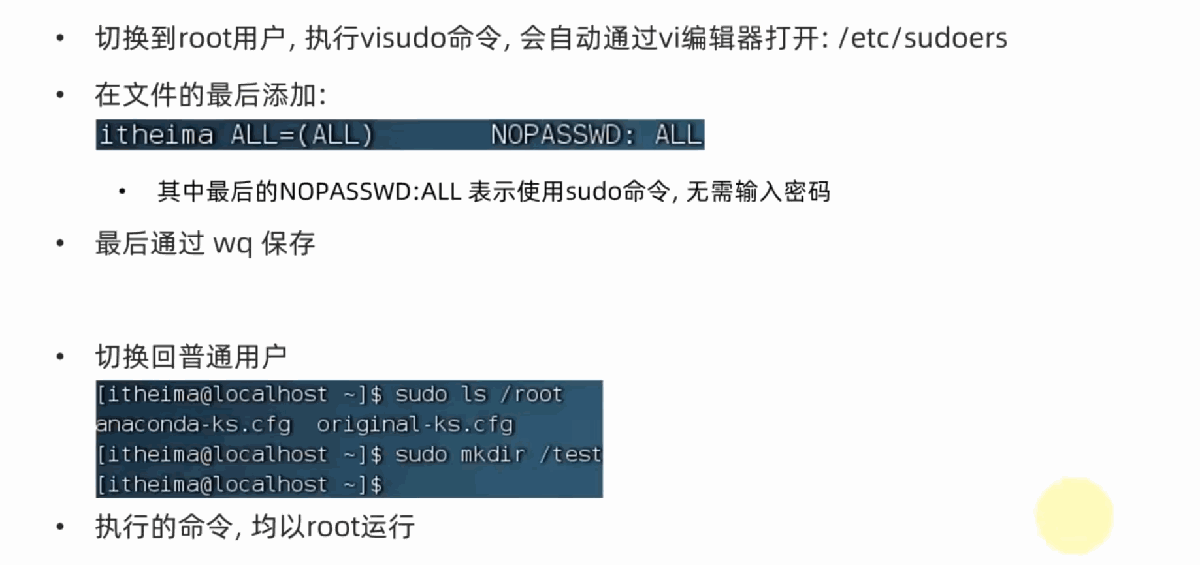 • 切换到root用户, 执行visudo命令, 会自动通过vi编辑器打开: /etc/sudoers
• 在文件的最后添加:
itheima ALL=(ALL)       NOPASSWD: ALL
• 其中最后的NOPASSWD:ALL 表示使用sudo命令, 无需输入密码
• 最后通过 wq 保存
• 切换回普通用户
[itheima@localhost ~]$ sudo ls /root
anaconda-ks.cfg  original-ks.cfg
[itheima@localhost ~]$ sudo mkdir /test
[itheima@localhost ~]$
• 执行的命令, 均以root运行